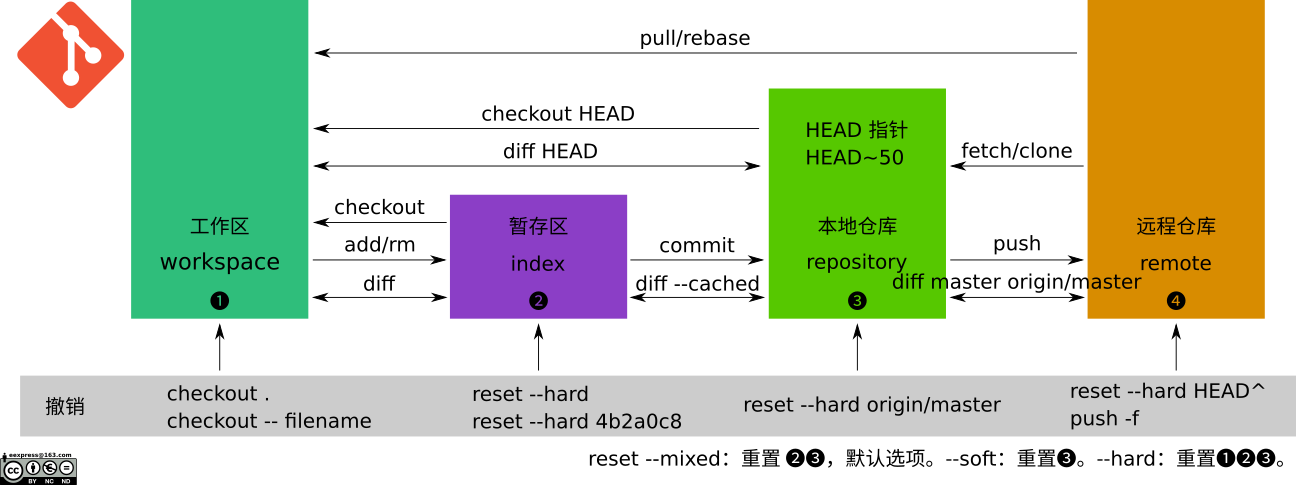 pull/rebase
checkout HEAD
HEAD 指针
diff HEAD
HEAD~50
fetch/clone
checkout
工作区
暂存区
本地仓库
远程仓库
add/rm
commit
push
workspace
index
repository
remote
diff
diff --cached
diff master origin/master
❶
❷
❸
❹
撤销
checkout .
checkout -- filename
reset --hard
reset --hard 4b2a0c8
reset --hard origin/master
reset --hard HEAD^
push -f
reset --mixed：重置 ❷❸，默认选项。--soft：重置❸。--hard：重置❶❷❸。
eexpress@163.com
cc
BY NC ND